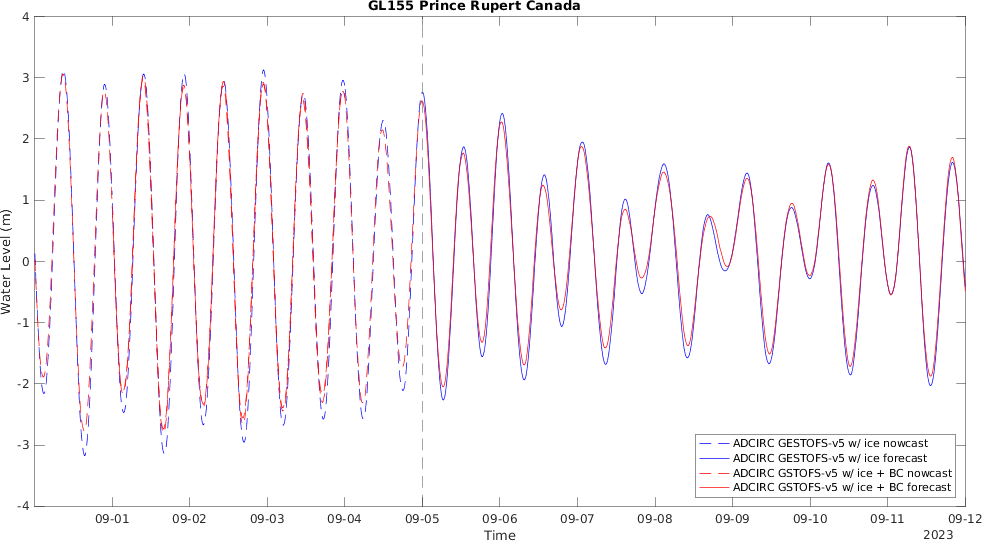 GL155 Prince Rupert Canada
4
3
2
1
0
-1
-2
-3
-4
Water Level (m)
ADCIRC GESTOFS-v5 w/ ice nowcast
ADCIRC GESTOFS-v5 w/ ice forecast
ADCIRC GSTOFS-v5 w/ ice + BC nowcast
ADCIRC GSTOFS-v5 w/ ice + BC forecast
09-01 09-02 09-03 09-04 09-05 09-06 09-07 09-08 09-09 09-10 09-11 09-12
Time
2023